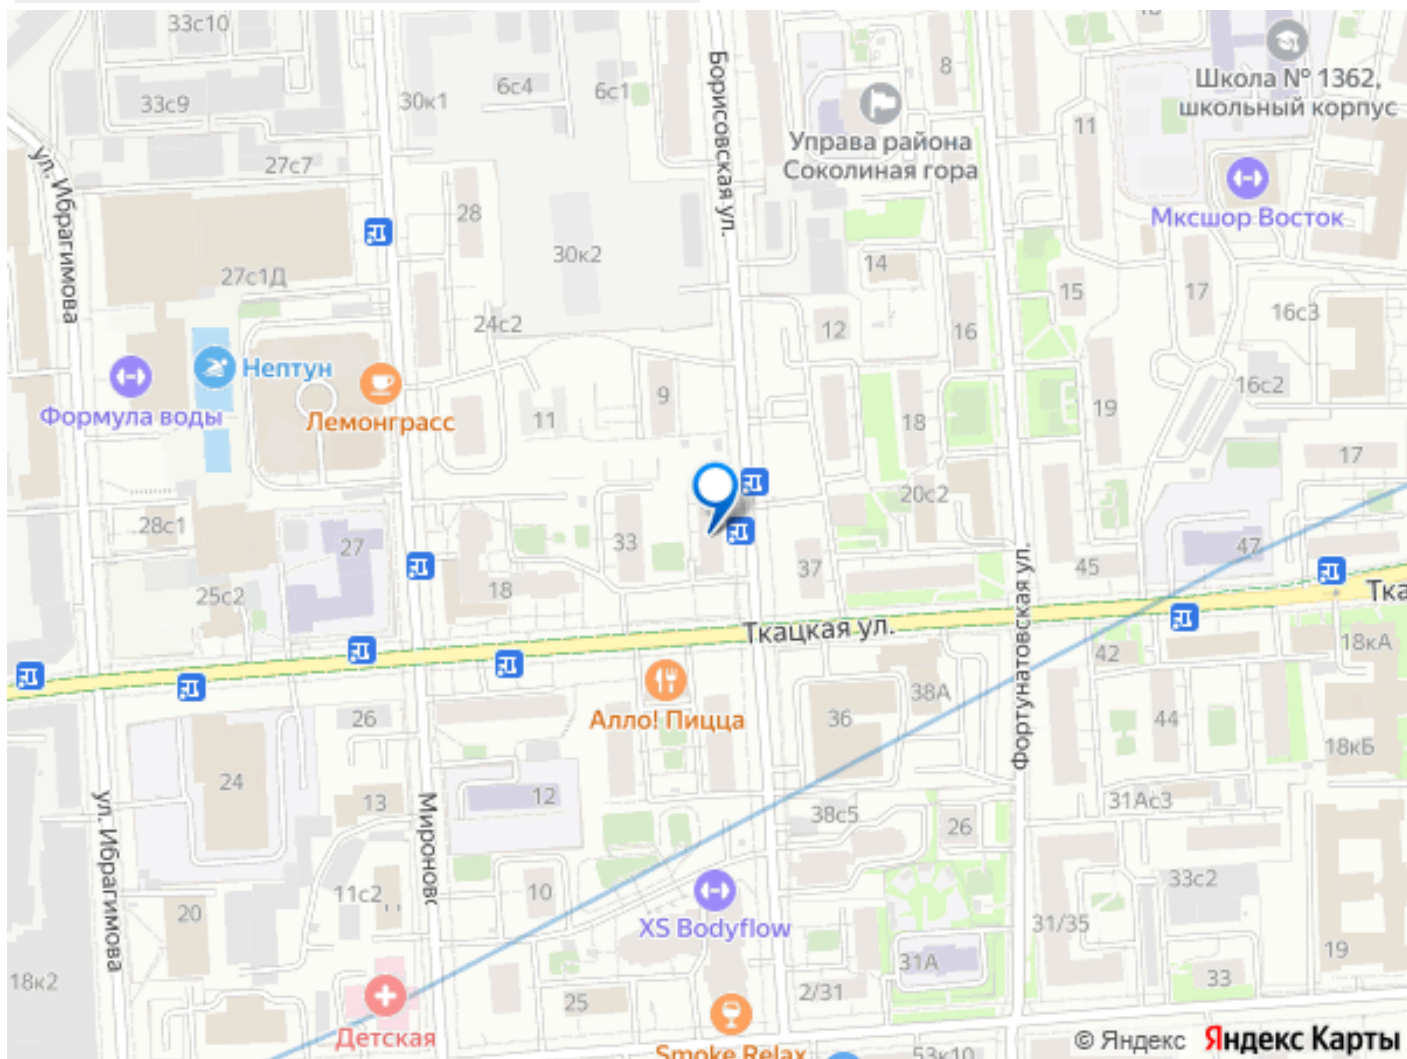 33с10
33с9
27с7
ул. Ибрагимова
27с1Д
30к1
6с4
6с1
28
30к2
24с2
Борисовская ул.
8
Управа района
Соколиная гора
11
Школа № 1362,
школьный корпус
Мксшор Восток
14
12
16
15
17
16с3
16с2
Нептун
Формула воды
Лемонграсс
11
9
18
19
17
20с2
28с1
27
25с2
18
33
37
45
47
Фортунатовская ул.
Ткацкая ул.
Тка
42
18кА
Алло! Пицца
38А
36
44
18кБ
26
24
13
12
Мироновс
ул. Ибрагимова
38с5
26
31Ас3
11с2
10
20
XS Bodyflow
33с2
31/35
31А
19
18к2
25
2/31
33
Детская
Smoke Relax
53к10
© Яндекс Яндекс Карты